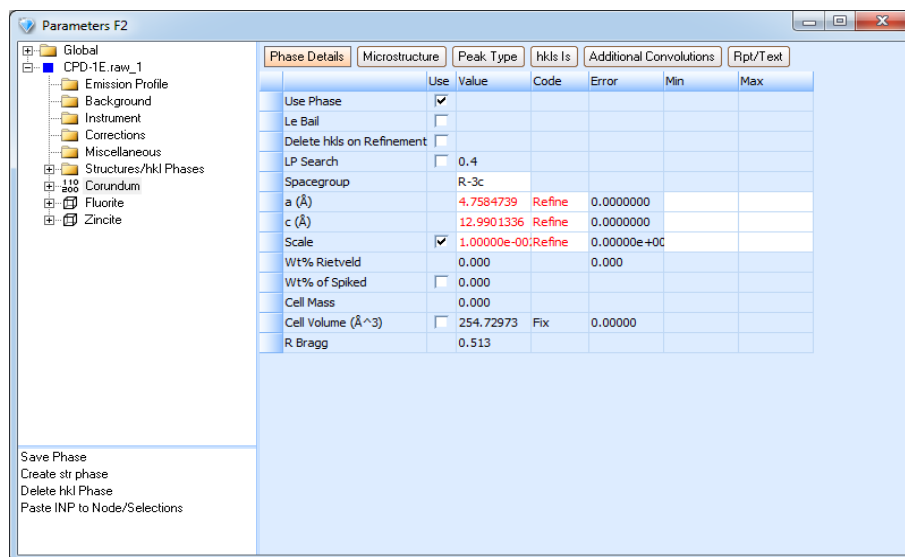 Parameters F2
Global
CPD-1E.raw_1
Emission Profile
Background
Instrument
Corrections
Miscellaneous
Structures/hkl Phases
110 200 Corundum
Fluorite
Zincite
Save Phase
Create str phase
Delete hkl Phase
Paste INP to Node/Selections
Phase Details Microstructure Peak Type hkls Is Additional Convolutions Rpt/Text
Use Value Code Error Min Max
Use Phase
Le Bail
Delete hkls on Refinement
LP Search 0.4
Spacegroup R-3c
a (Å) 4.7584739 Refine 0.0000000
c (Å) 12.9901336 Refine 0.0000000
Scale 1.00000e-00 Refine 0.00000e+00
Wt% Rietveld 0.000 0.000
Wt% of Spiked 0.000
Cell Mass 0.000
Cell Volume (Å^3) 254.72973 Fix 0.00000
R Bragg 0.513